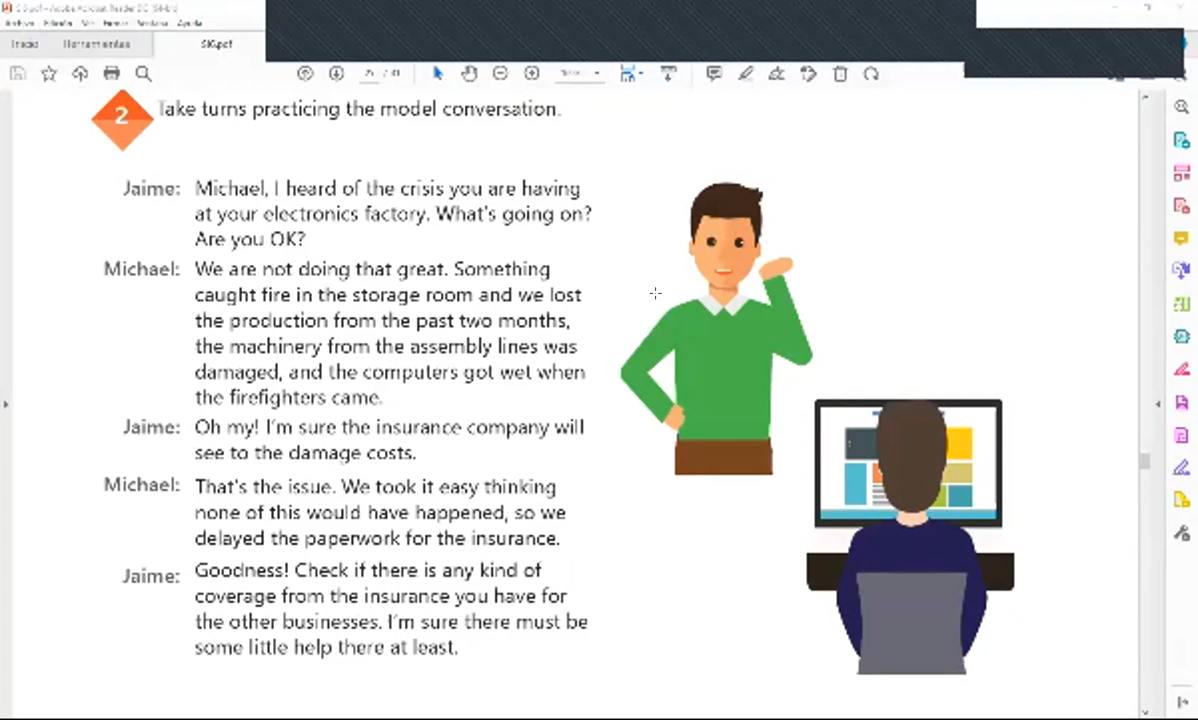 Inicio Herramientas SIG.pdf
2 Take turns practicing the model conversation.
Jaime: Michael, I heard of the crisis you are having
at your electronics factory. What's going on?
Are you OK?
Michael: We are not doing that great. Something
caught fire in the storage room and we lost
the production from the past two months,
the machinery from the assembly lines was
damaged, and the computers got wet when
the firefighters came.
Jaime: Oh my! I'm sure the insurance company will
see to the damage costs.
Michael: That's the issue. We took it easy thinking
none of this would have happened, so we
delayed the paperwork for the insurance.
Jaime: Goodness! Check if there is any kind of
coverage from the insurance you have for
the other businesses. I'm sure there must be
some little help there at least.